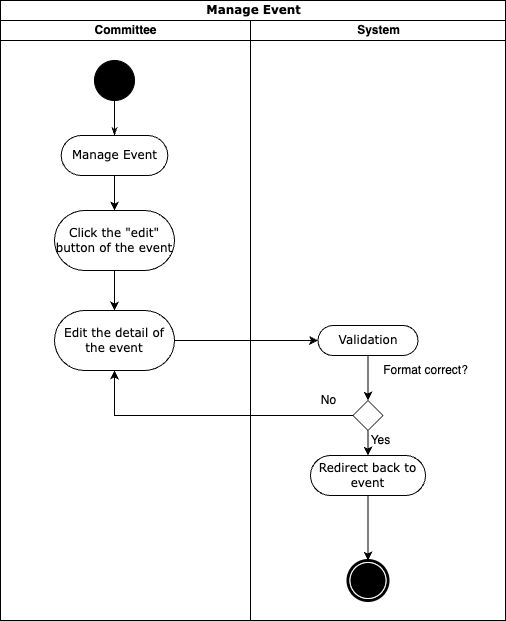 Manage Event
Committee
System
Manage Event
Click the "edit"
button of the event
Edit the detail of
the event
Validation
Format correct?
No
Yes
Redirect back to
event